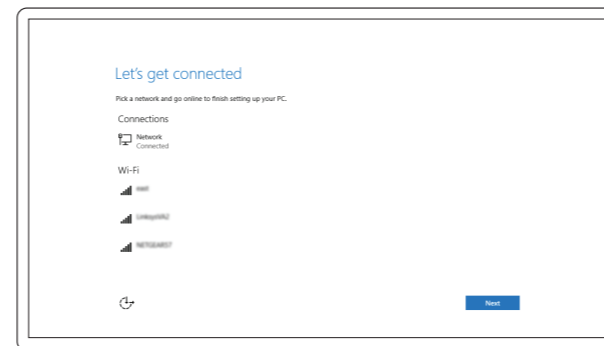 Let's get connected
Pick a network and go online to finish setting up your PC.
Connections
Network
Connected
Wi-Fi
Next